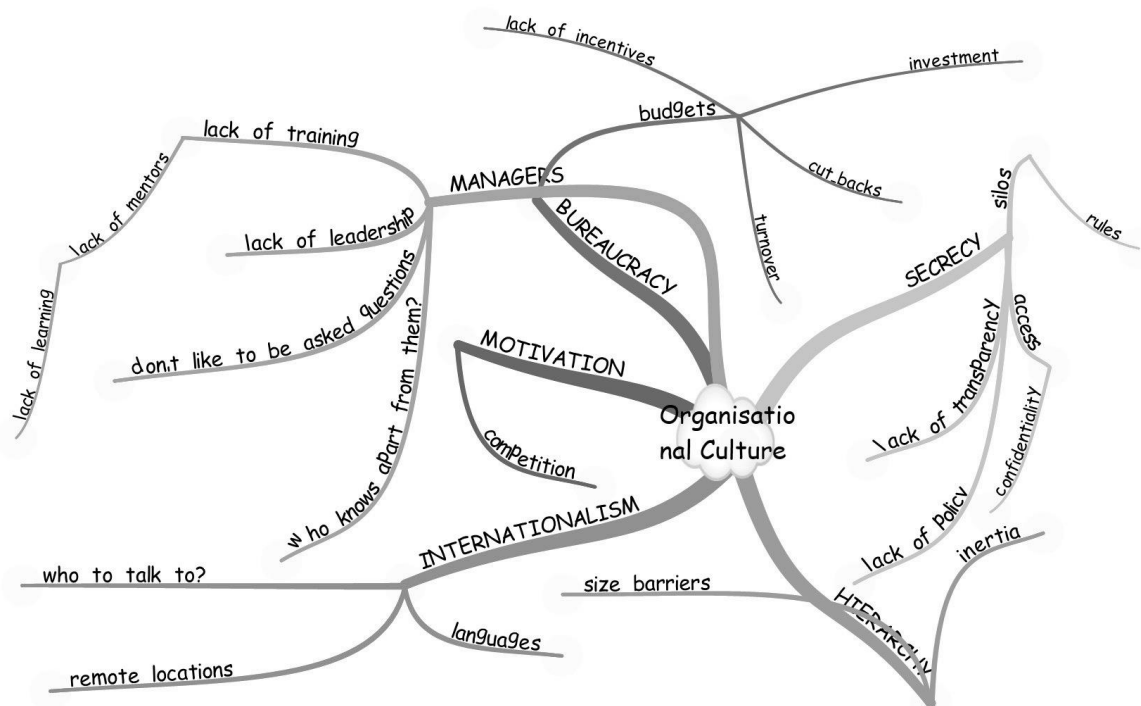 lack of incentives
investment
budgets
cut-backs
turnover
lack of training
lack of mentors
lack of learning
MANAGERS
lack of leadership
don't like to be asked questions
who knows apart from them?
BUREAUCRACY
silos
rules
SECRECY
access
confidentiality
lack of transparency
lack of policy
MOTIVATION
competition
Organisatio
nal Culture
INTERNATIONALISM
who to talk to?
languages
remote locations
size barriers
HIERARCHY
inertia